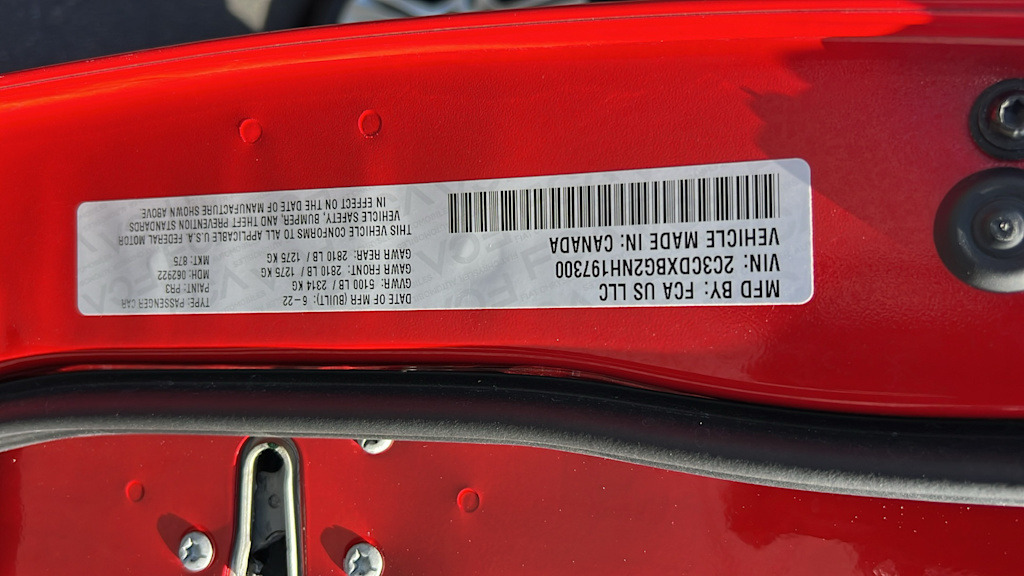 MFD BY: FCA US LLC
DATE OF MFR (BUILT): 6-22
TYPE: PASSENGER CAR
VIN: 2C3CDXBG2NH197300
GVWR: 5100 LB / 2314 KG
PAINT: PR3
VEHICLE MADE IN: CANADA
GAWR FRONT: 2810 LB / 1275 KG
MDH: 062922
GAWR REAR: 2810 LB / 1275 KG
MKT: 875
THIS VEHICLE CONFORMS TO ALL APPLICABLE U.S.A. FEDERAL MOTOR
VEHICLE SAFETY, BUMPER, AND THEFT PREVENTION STANDARDS
IN EFFECT ON THE DATE OF MANUFACTURE SHOWN ABOVE.